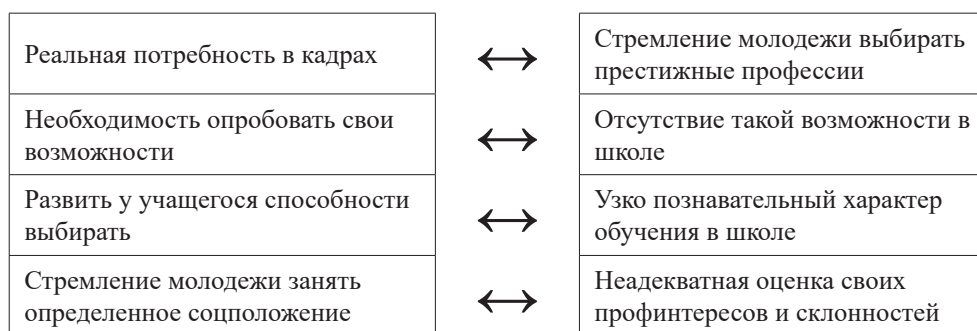 Реальная потребность в кадрах
Стремление молодежи выбирать
престижные профессии
Необходимость опробовать свои
возможности
Отсутствие такой возможности в
школе
Развить у учащегося способности
выбирать
Узко познавательный характер
обучения в школе
Стремление молодежи занять
определенное соцположение
Неадекватная оценка своих
профинтересов и склонностей